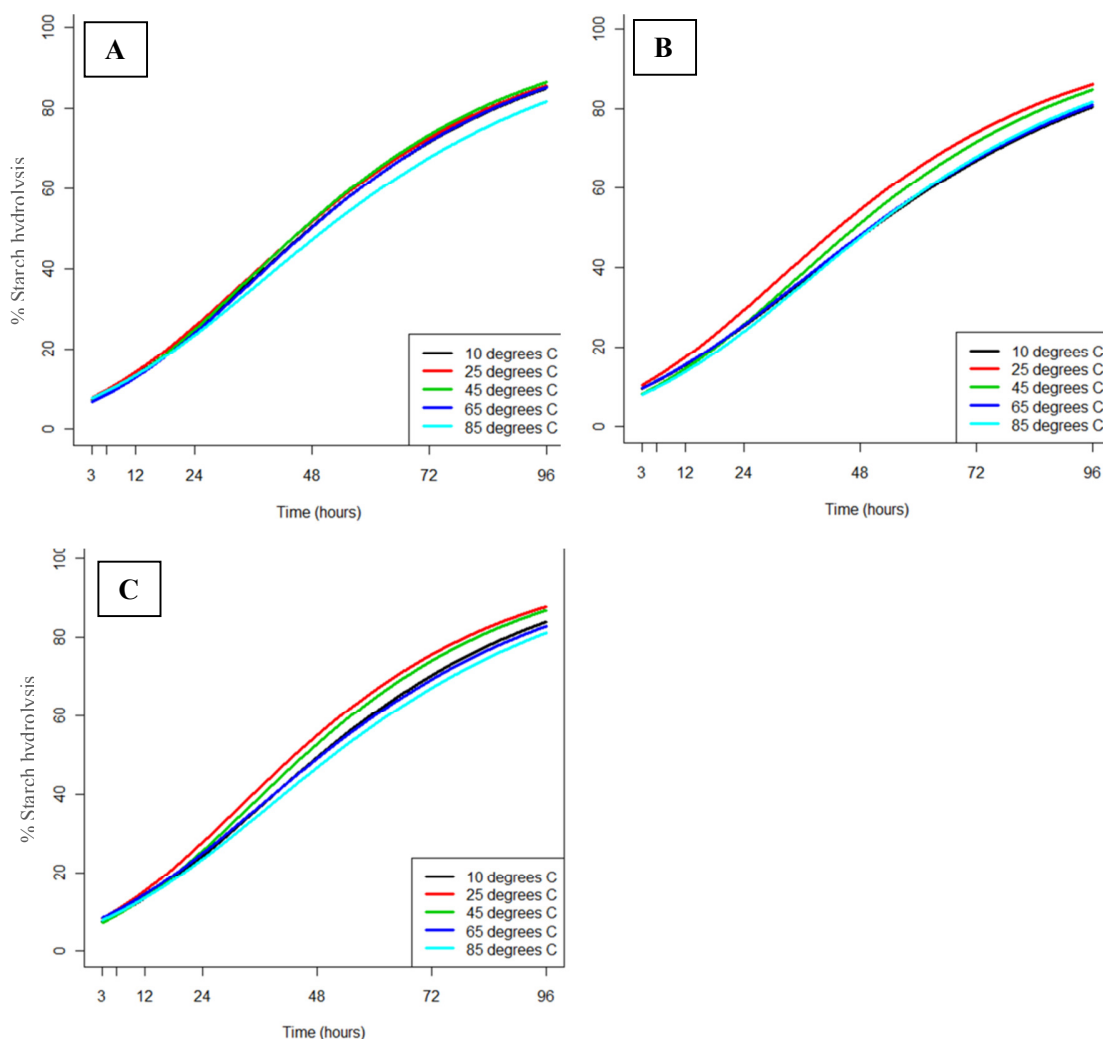 A
% Starch hydrolysis
100
80
60
40
20
0
10 degrees C
25 degrees C
45 degrees C
65 degrees C
85 degrees C
3
12
24
48
72
96
Time (hours)
B
100
80
60
40
20
0
10 degrees C
25 degrees C
45 degrees C
65 degrees C
85 degrees C
3
12
24
48
72
96
Time (hours)
C
% Starch hydrolysis
100
80
60
40
20
0
10 degrees C
25 degrees C
45 degrees C
65 degrees C
85 degrees C
3
12
24
48
72
96
Time (hours)